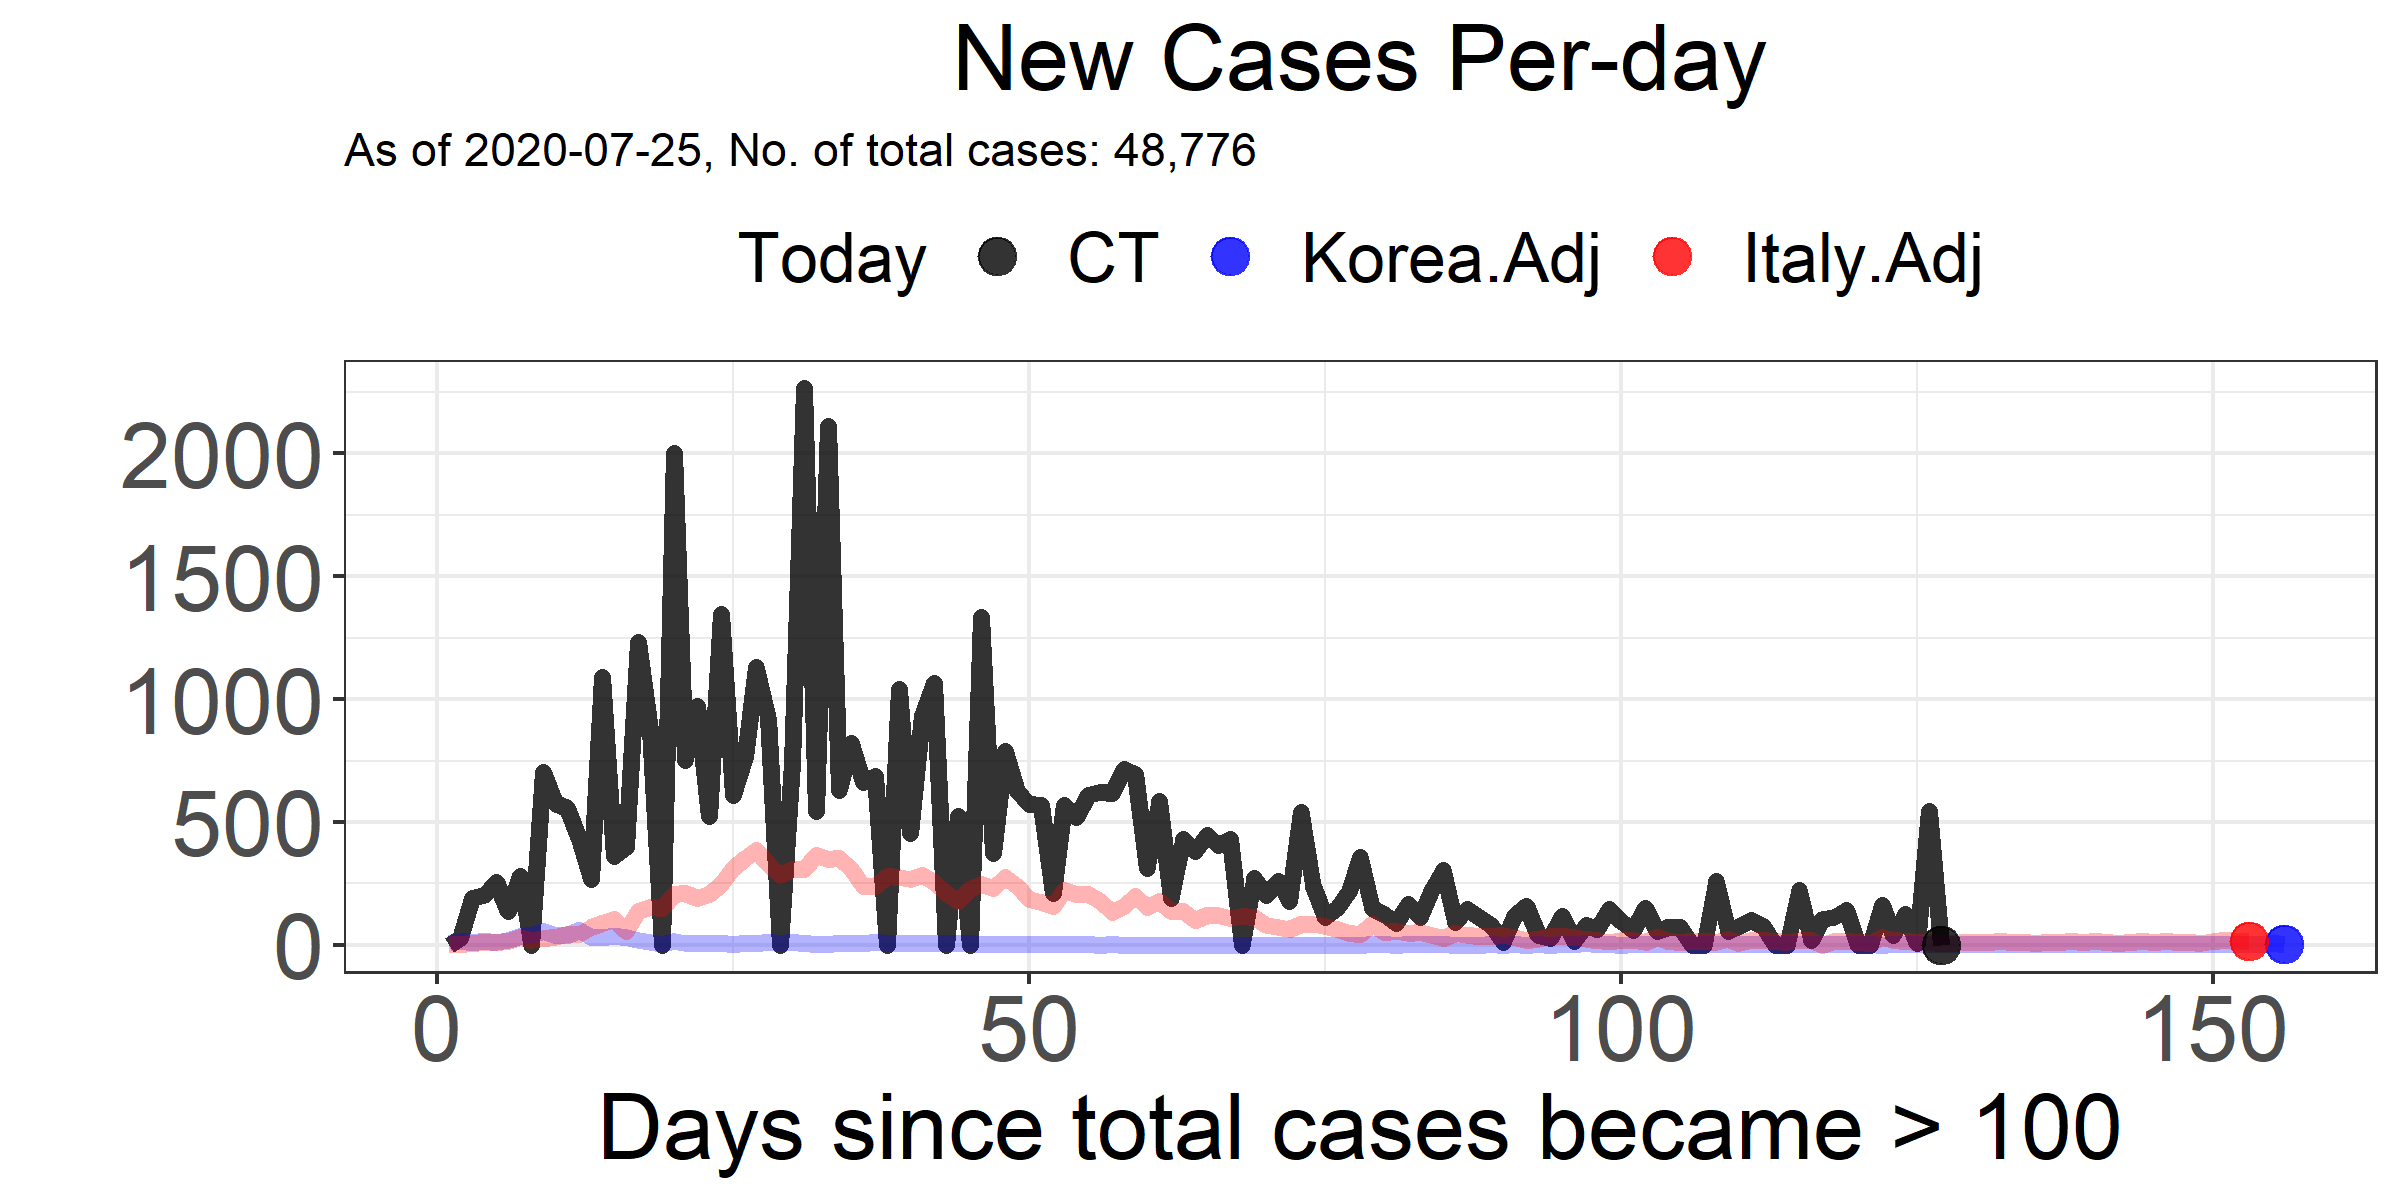 New Cases Per-day
As of 2020-07-25, No. of total cases: 48,776
Today CT Korea.Adj Italy.Adj
2000
1500
1000
500
0
0 50 100 150
Days since total cases became > 100